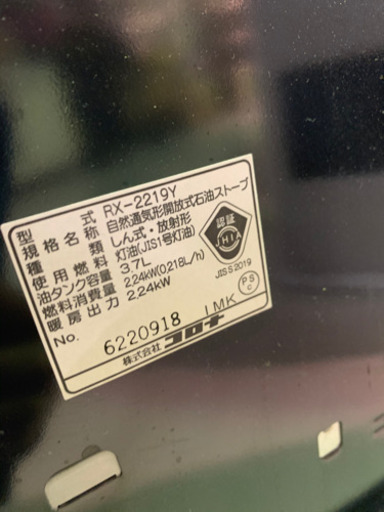 型式 RX-2219Y
規格名称 自然通気形開放式石油ストーブ
種類 しん式・放射形
使用燃料 灯油(JIS1号灯油)
油タンク容量 3.7L
燃料消費量 2.24kW(0.218L/h)
暖房出力 2.24kW
認証
JHI
JIS S 2019
PS
C
No. 6220918 1MK
株式会社コロナ